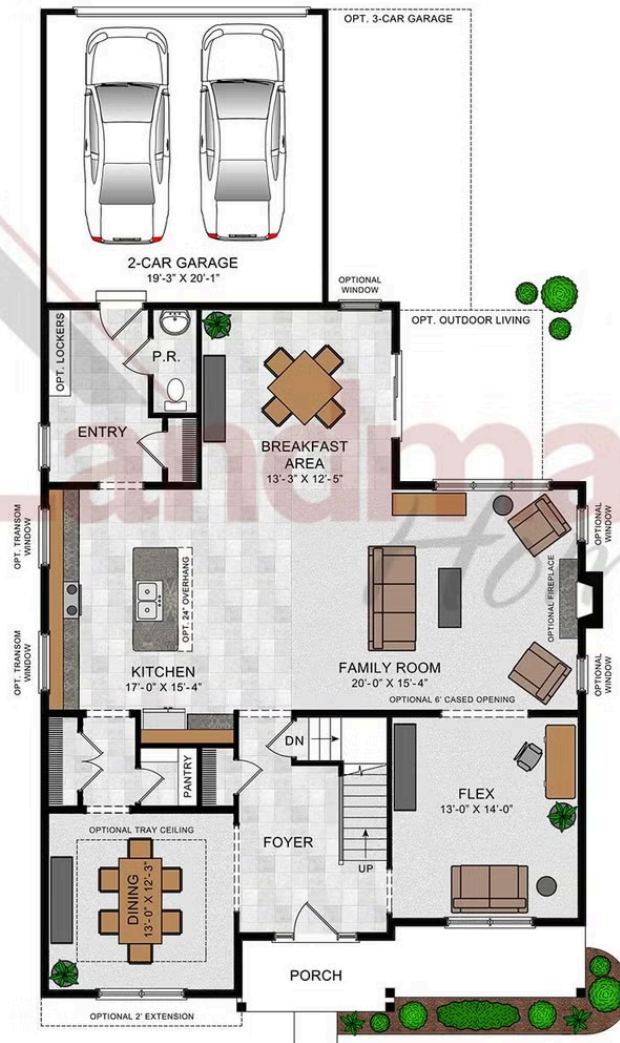 OPT. 3-CAR GARAGE
2-CAR GARAGE
19'-3" X 20'-1"
OPTIONAL
WINDOW
OPT. LOCKERS
P.R.
OPT. OUTDOOR LIVING
ENTRY
BREAKFAST
AREA
13'-3" X 12'-5"
Landma
Hom
OPT. TRANSOM
WINDOW
OPTIONAL
WINDOW
OPT. 24" OVERHANG
OPTIONAL FIREPLACE
OPT. TRANSOM
WINDOW
KITCHEN
17'-0" X 15'-4"
FAMILY ROOM
20'-0" X 15'-4"
OPTIONAL
WINDOW
OPTIONAL 6' CASED OPENING
DN
PANTRY
FLEX
13'-0" X 14'-0"
OPTIONAL TRAY CEILING
FOYER
UP
DINING
13'-0" X 12'-3"
PORCH
OPTIONAL 2' EXTENSION